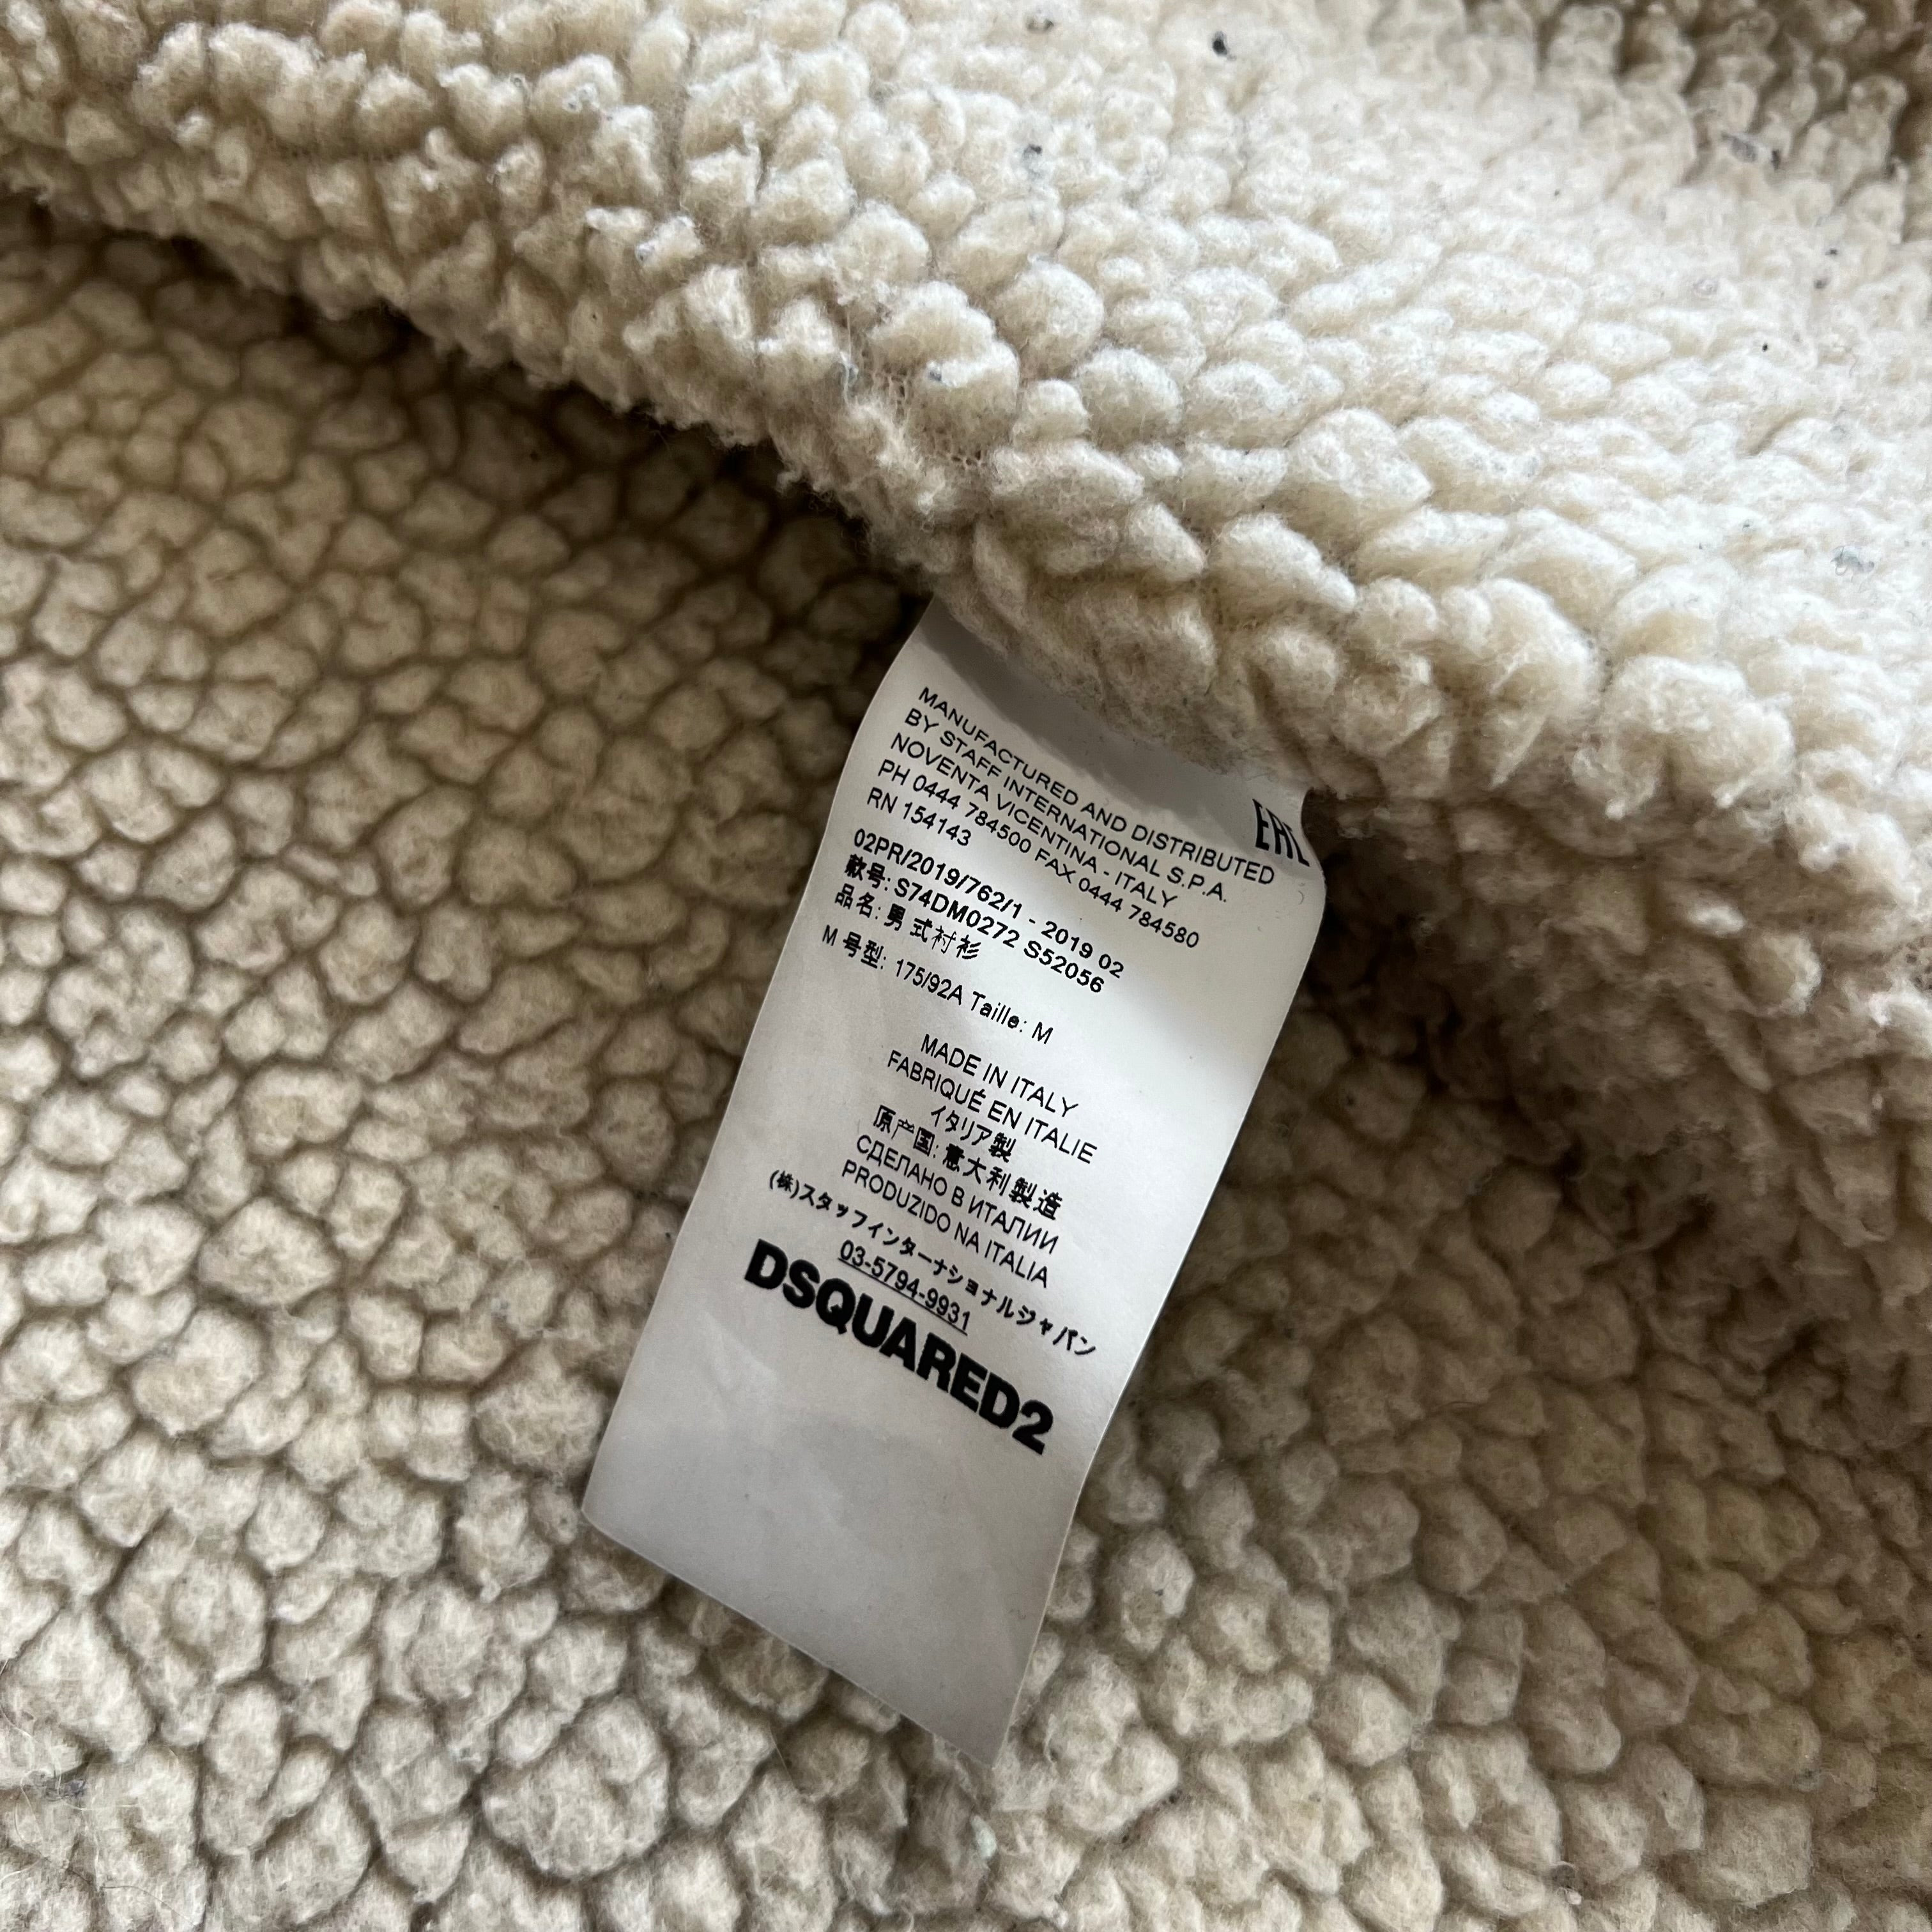 MANUFACTURED AND DISTRIBUTED
BY STAFF INTERNATIONAL S.P.A.
NOVENTA VICENTINA - ITALY
PH 0444 784500 FAX 0444 784580
RN 154143
EAC
02PR/2019/762/1 - 2019 02
款号: S74DM0272 S52056
品名: 男式衬衫
M 号型: 175/92A Taille: M
MADE IN ITALY
FABRIQUÉ EN ITALIE
イタリア製
原产国: 意大利製造
СДЕЛАНО В ИТАЛИИ
PRODUZIDO NA ITALIA
(株)スタッフインターナショナルジャパン
03-5794-9931
DSQUARED2